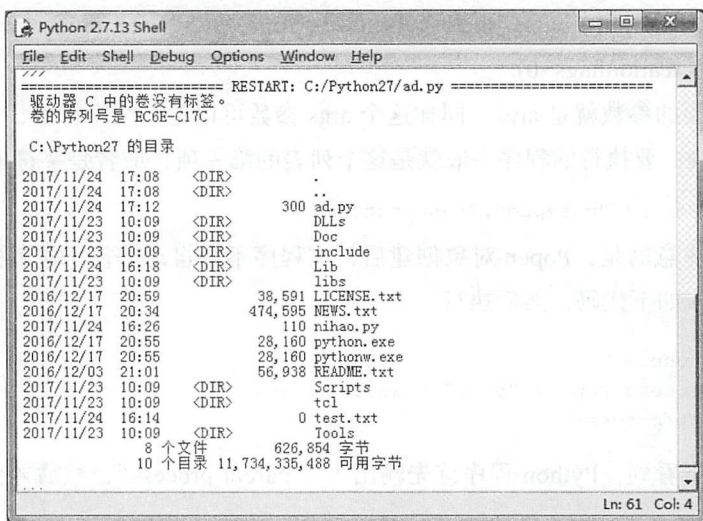 Python 2.7.13 Shell
File Edit Shell Debug Options Window Help
>>>
======================== RESTART: C:/Python27/ad.py ========================
驱动器 C 中的卷没有标签。
卷的序列号是 EC6E-C17C
C:\Python27 的目录
2017/11/24 17:08 <DIR> .
2017/11/24 17:08 <DIR> ..
2017/11/24 17:12 300 ad.py
2017/11/23 10:09 <DIR> DLLs
2017/11/23 10:09 <DIR> Doc
2017/11/23 10:09 <DIR> include
2017/11/24 16:18 <DIR> Lib
2017/11/23 10:09 <DIR> libs
2016/12/17 20:59 38,591 LICENSE.txt
2016/12/17 20:34 474,595 NEWS.txt
2017/11/24 16:26 110 nihao.py
2016/12/17 20:55 28,160 python.exe
2016/12/17 20:55 28,160 pythonw.exe
2016/12/03 21:01 56,938 README.txt
2017/11/23 10:09 <DIR> Scripts
2017/11/23 10:09 <DIR> tcl
2017/11/24 16:14 0 test.txt
2017/11/23 10:09 <DIR> Tools
8 个文件 626,854 字节
10 个目录 11,734,335,488 可用字节
Ln: 61 Col: 4